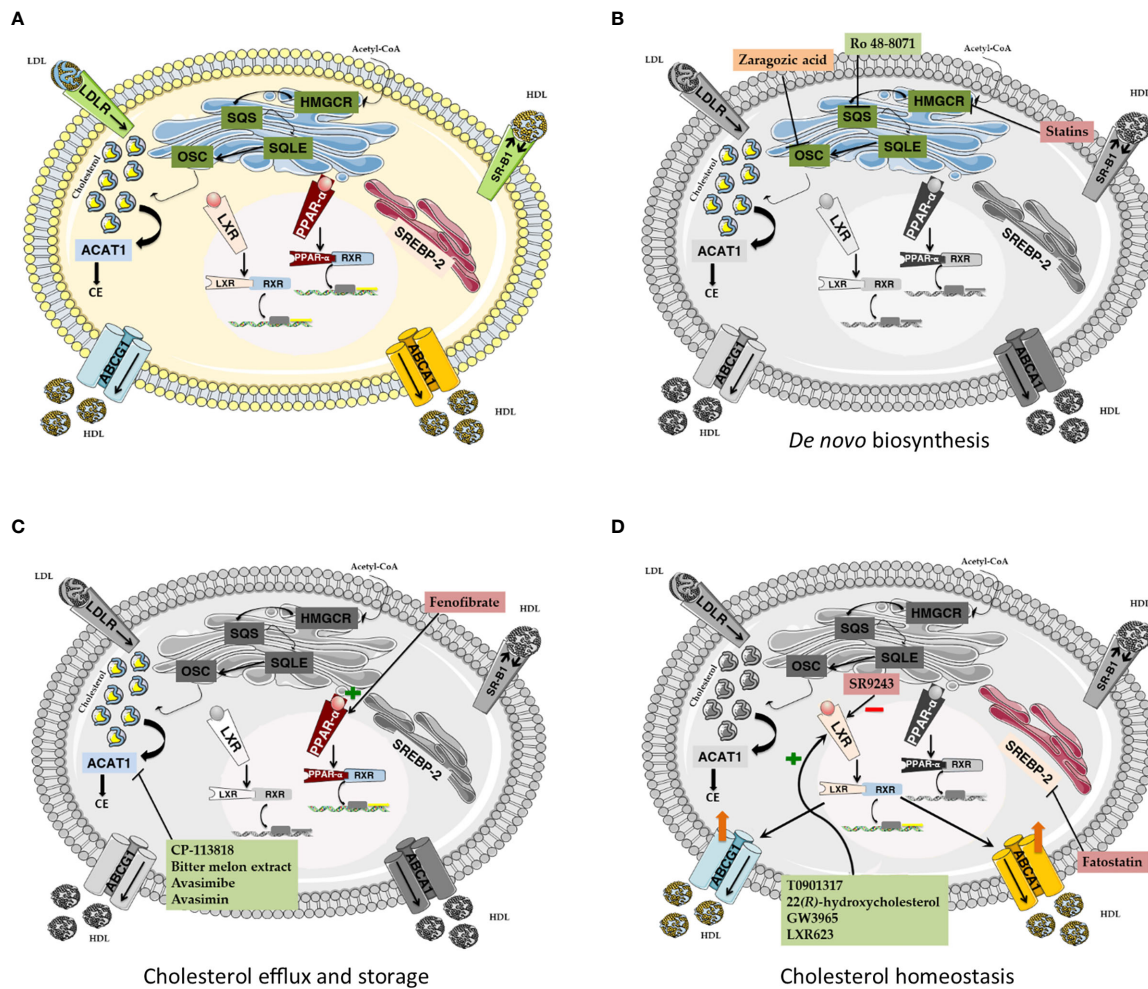 A
Acetyl-CoA
LDL
LDLR
HMGCR
HDL
SQS
SQLE
OSC
SR-B1
Cholesterol
PPAR-α
LXR
SREBP-2
ACAT1
PPAR-α RXR
LXR RXR
CE
ABCG1
ABCA1
HDL
HDL
B
Ro 48-8071
Acetyl-CoA
Zaragozic acid
LDL
LDLR
HMGCR
HDL
SQS
Statins
SQLE
OSC
SR-B1
Cholesterol
PPAR-α
LXR
SREBP-2
ACAT1
PPAR-α RXR
LXR RXR
CE
ABCG1
ABCA1
HDL
HDL
De novo biosynthesis
C
Acetyl-CoA
LDL
Fenofibrate
LDLR
HMGCR
HDL
SQS
SQLE
OSC
SR-B1
Cholesterol
+
PPAR-α
LXR
SREBP-2
ACAT1
PPAR-α RXR
LXR RXR
CE
CP-113818
Bitter melon extract
Avasimibe
Avasimin
ABCG1
ABCA1
HDL
HDL
Cholesterol efflux and storage
D
Acetyl-CoA
LDL
LDLR
HMGCR
HDL
SQS
SQLE
OSC
SR9243
SR-B1
Cholesterol
PPAR-α
LXR
+
SREBP-2
ACAT1
PPAR-α RXR
LXR RXR
CE
ABCG1
ABCA1
Fatostatin
T0901317
22(R)-hydroxycholesterol
GW3965
LXR623
HDL
HDL
Cholesterol homeostasis